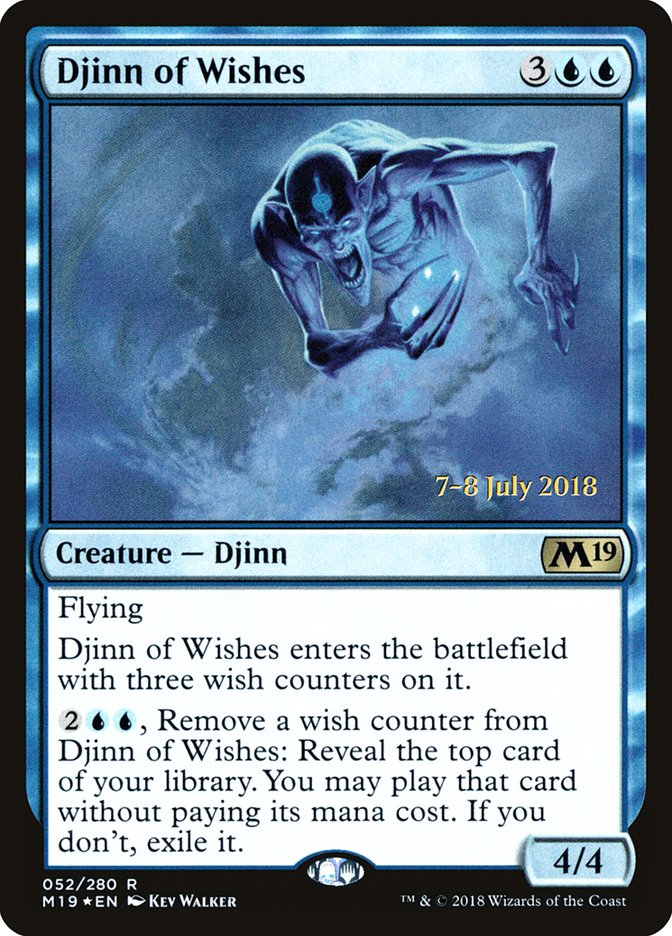 Djinn of Wishes 3
7–8 July 2018
Creature — Djinn M19
Flying
Djinn of Wishes enters the battlefield
with three wish counters on it.
2, Remove a wish counter from
Djinn of Wishes: Reveal the top card
of your library. You may play that card
without paying its mana cost. If you
don't, exile it.
4/4
052/280 R
M19★EN Kev Walker
™ & © 2018 Wizards of the Coast